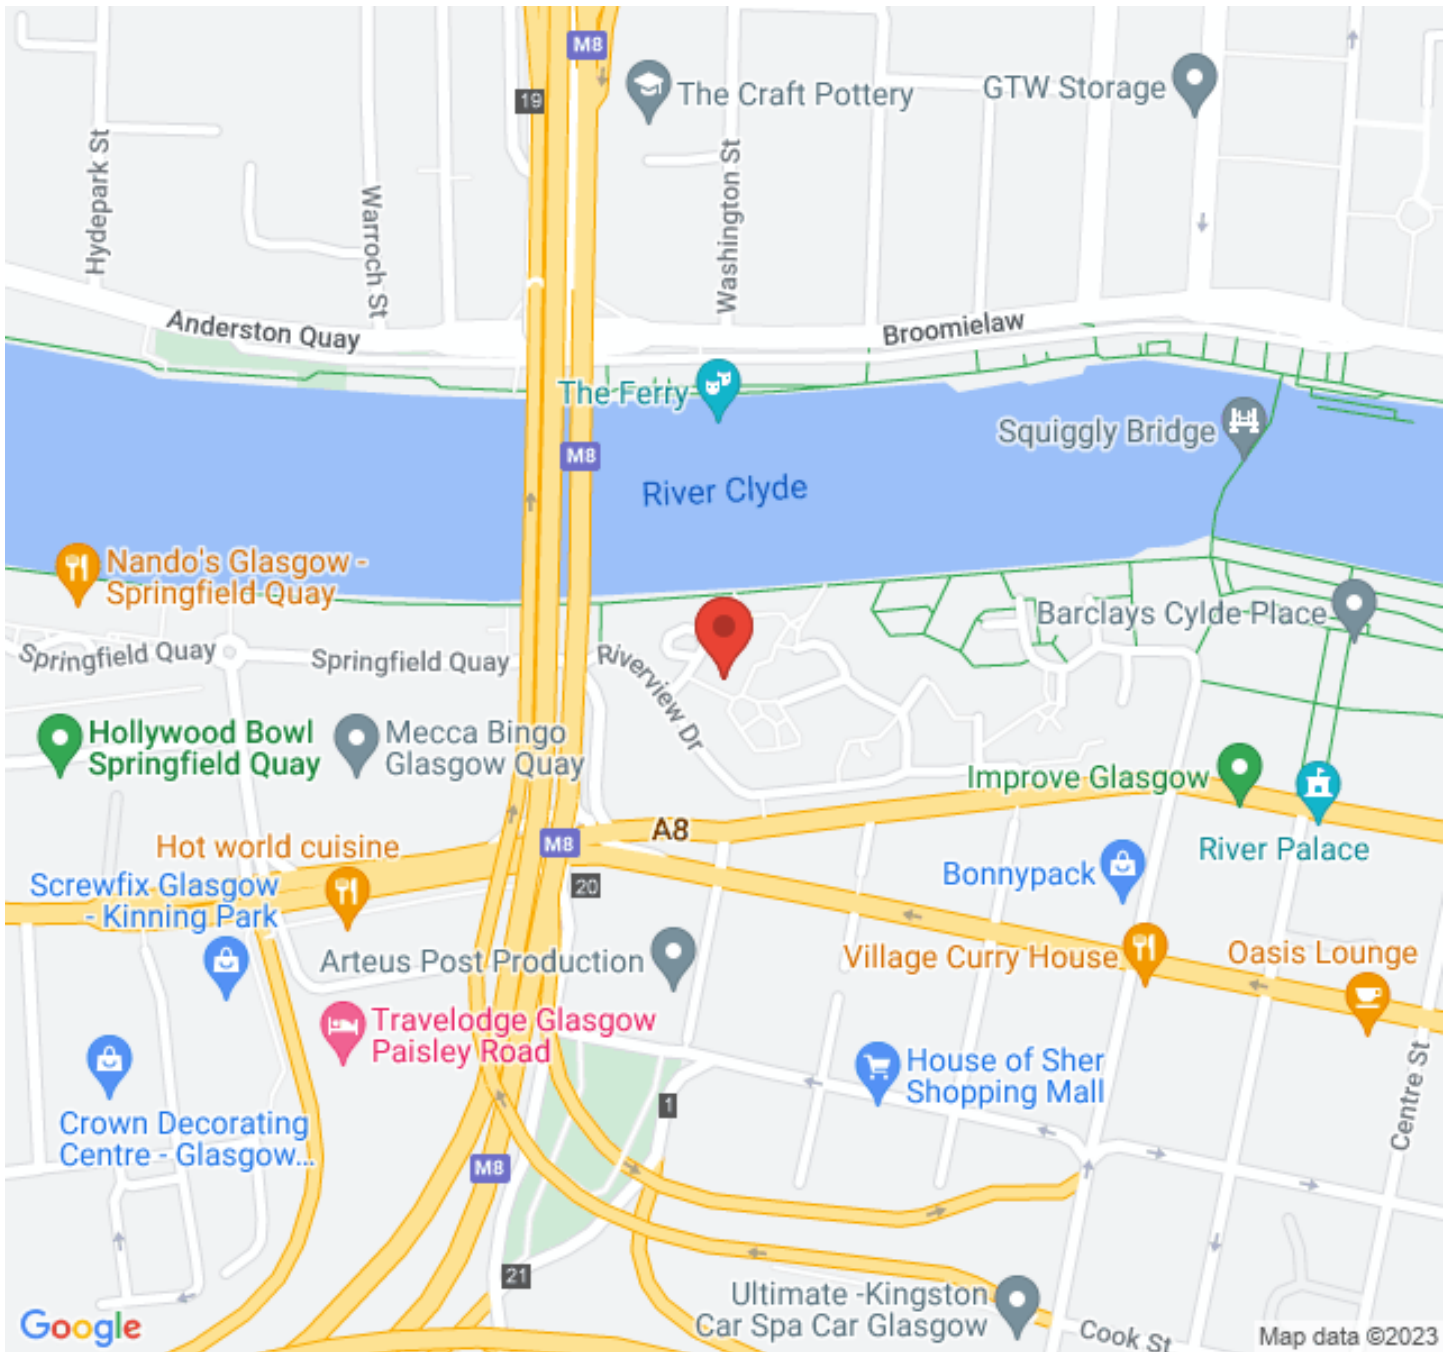 M8
19
The Craft Pottery
GTW Storage
Hydepark St
Warroch St
Washington St
Anderston Quay
Broomielaw
The Ferry
Squiggly Bridge
M8
River Clyde
Nando's Glasgow -
Springfield Quay
Barclays Cylde Place
Springfield Quay
Springfield Quay
Riverview Dr
Hollywood Bowl
Springfield Quay
Mecca Bingo
Glasgow Quay
Improve Glasgow
A8
M8
Hot world cuisine
River Palace
Screwfix Glasgow
- Kinning Park
20
Bonnypack
Arteus Post Production
Village Curry House
Oasis Lounge
Travelodge Glasgow
Paisley Road
House of Sher
Shopping Mall
1
Centre St
Crown Decorating
Centre - Glasgow...
M8
21
Ultimate -Kingston
Car Spa Car Glasgow
Cook St
Google
Map data ©2023